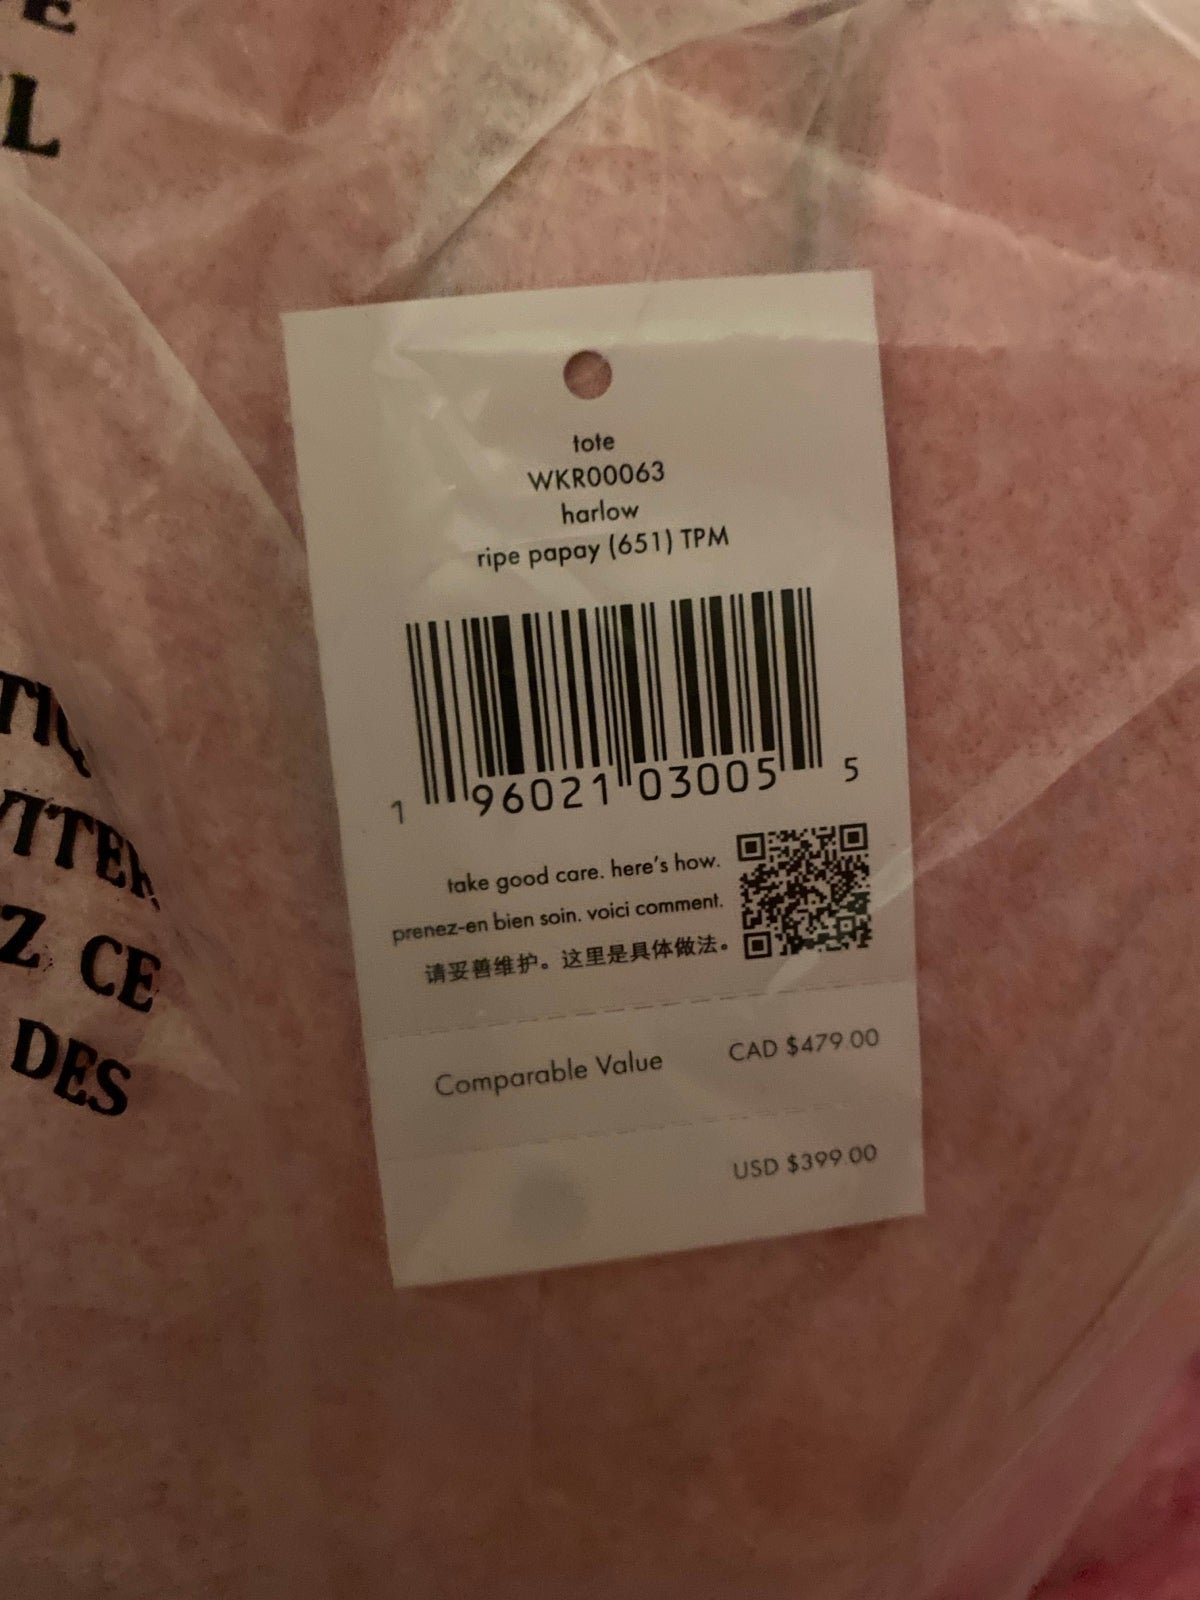 E
L
tote
WKR00063
harlow
ripe papay (651) TPM
1 96021 03005 5
take good care. here's how.
prenez-en bien soin. voici comment.
请妥善维护。这里是具体做法。
Comparable Value CAD $479.00
USD $399.00
Z CE
DES